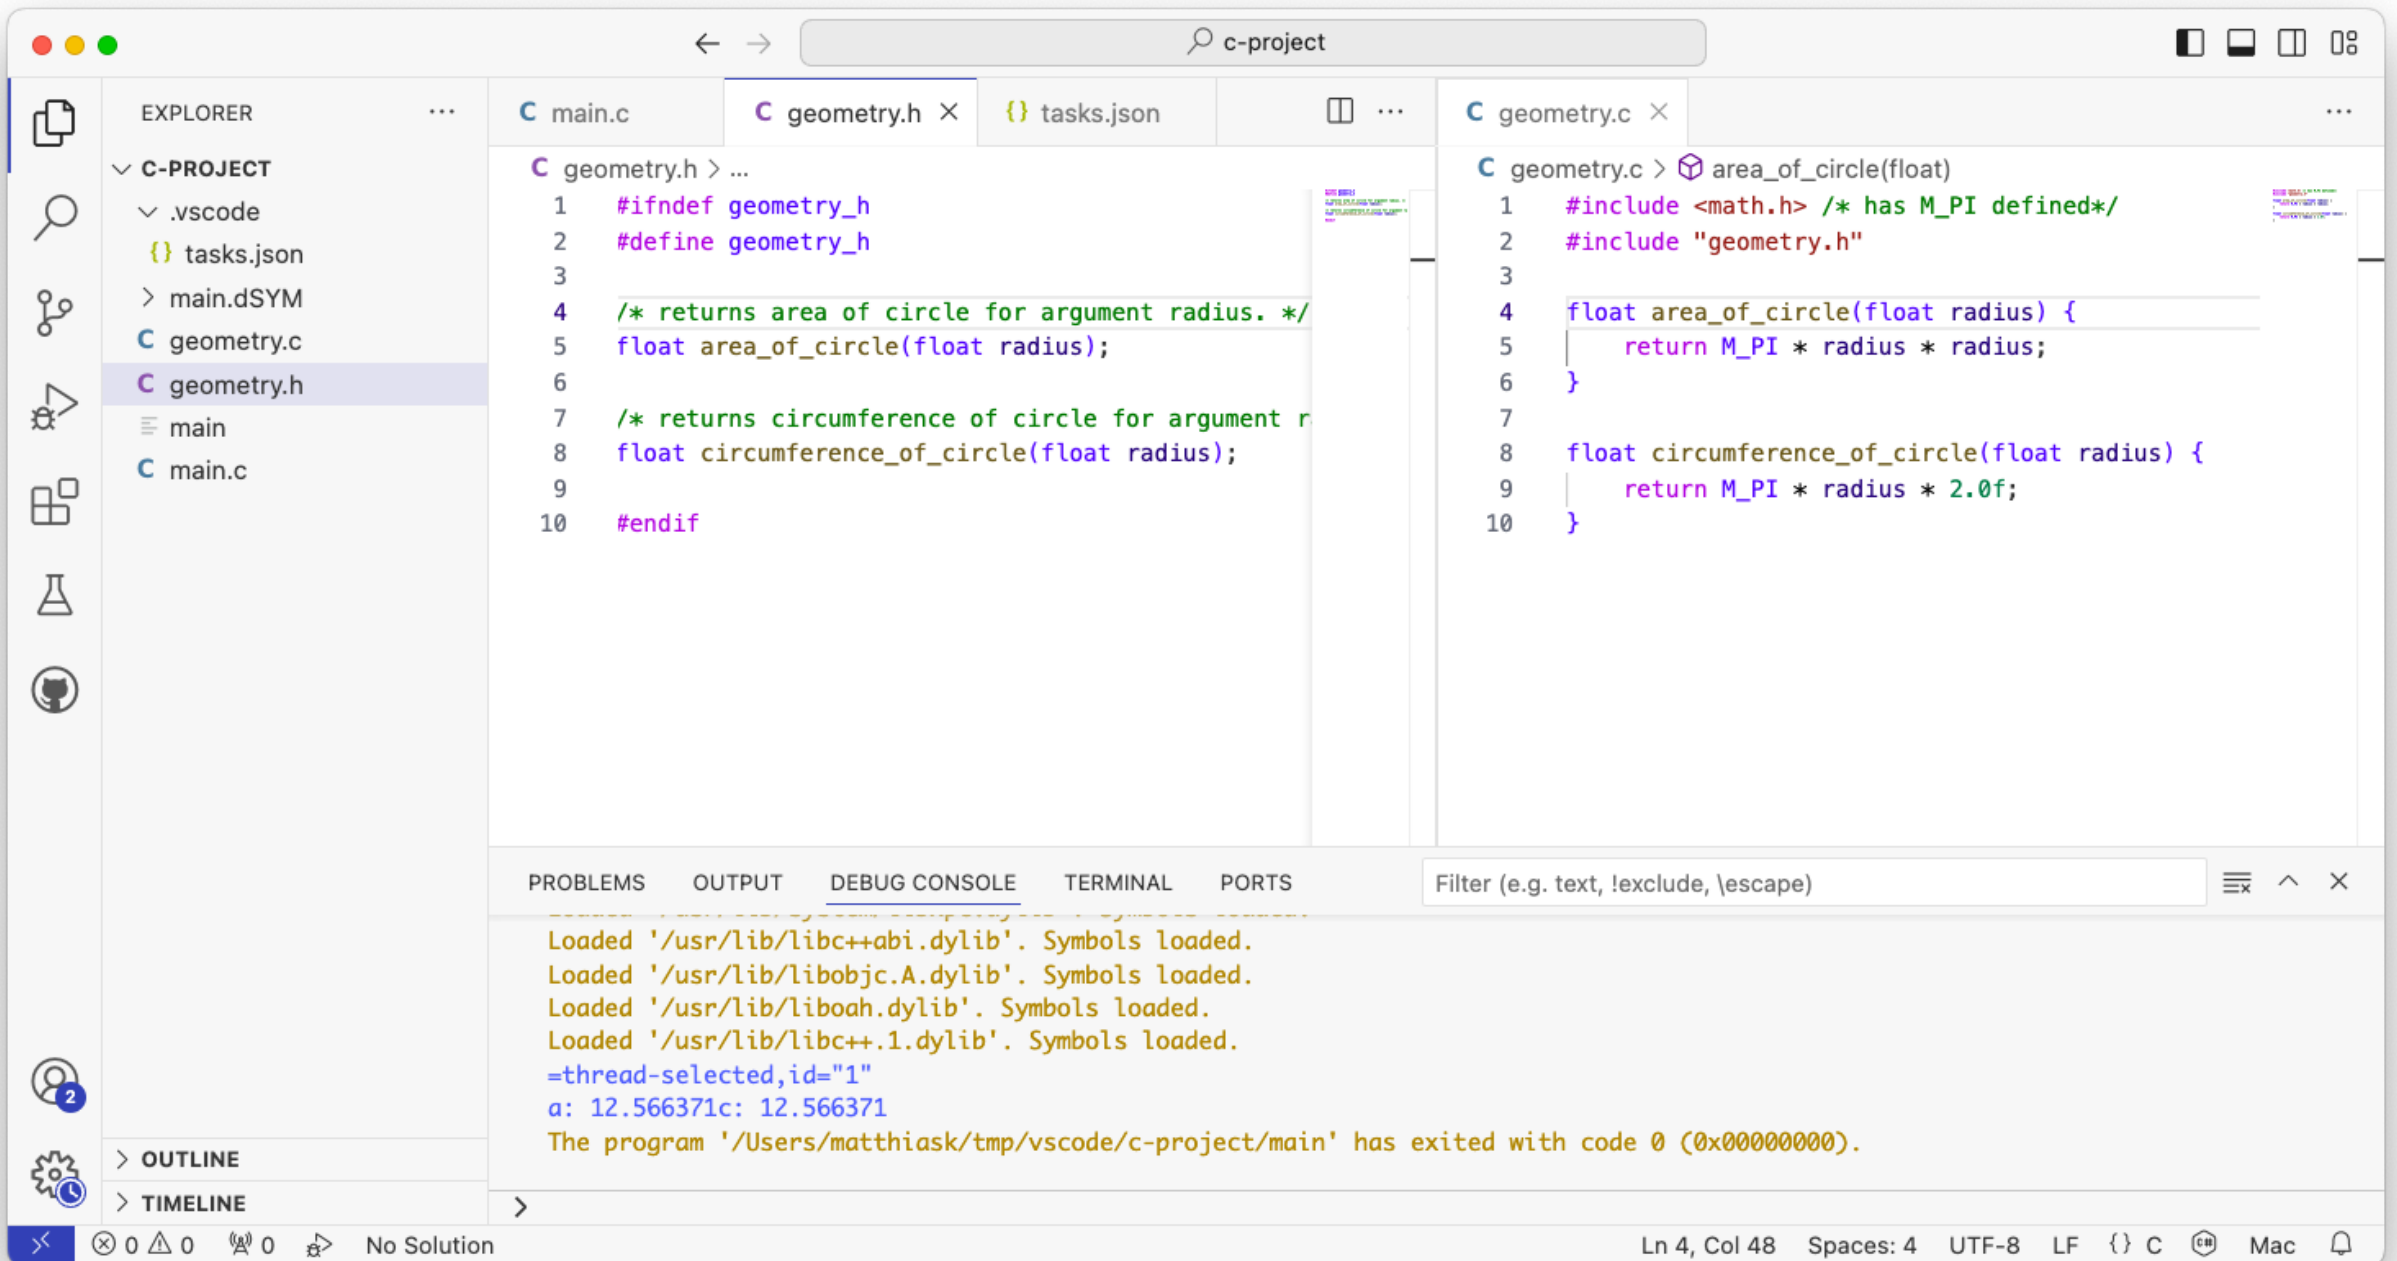 c-project
EXPLORER
C-PROJECT
.vscode
{} tasks.json
main.dSYM
C geometry.c
C geometry.h
main
C main.c
OUTLINE
TIMELINE
C main.c
C geometry.h
{} tasks.json
C geometry.h > ...
1 #ifndef geometry_h
2 #define geometry_h
3
4 /* returns area of circle for argument radius. */
5 float area_of_circle(float radius);
6
7 /* returns circumference of circle for argument r
8 float circumference_of_circle(float radius);
9
10 #endif
C geometry.c
C geometry.c > area_of_circle(float)
1 #include <math.h> /* has M_PI defined*/
2 #include "geometry.h"
3
4 float area_of_circle(float radius) {
5 return M_PI * radius * radius;
6 }
7
8 float circumference_of_circle(float radius) {
9 return M_PI * radius * 2.0f;
10 }
PROBLEMS OUTPUT DEBUG CONSOLE TERMINAL PORTS
Filter (e.g. text, !exclude, \escape)
Loaded '/usr/lib/libc++abi.dylib'. Symbols loaded.
Loaded '/usr/lib/libobjc.A.dylib'. Symbols loaded.
Loaded '/usr/lib/liboah.dylib'. Symbols loaded.
Loaded '/usr/lib/libc++.1.dylib'. Symbols loaded.
=thread-selected,id="1"
a: 12.566371c: 12.566371
The program '/Users/matthiask/tmp/vscode/c-project/main' has exited with code 0 (0x00000000).
>
2
0 0 0 No Solution Ln 4, Col 48 Spaces: 4 UTF-8 LF {} C C# Mac